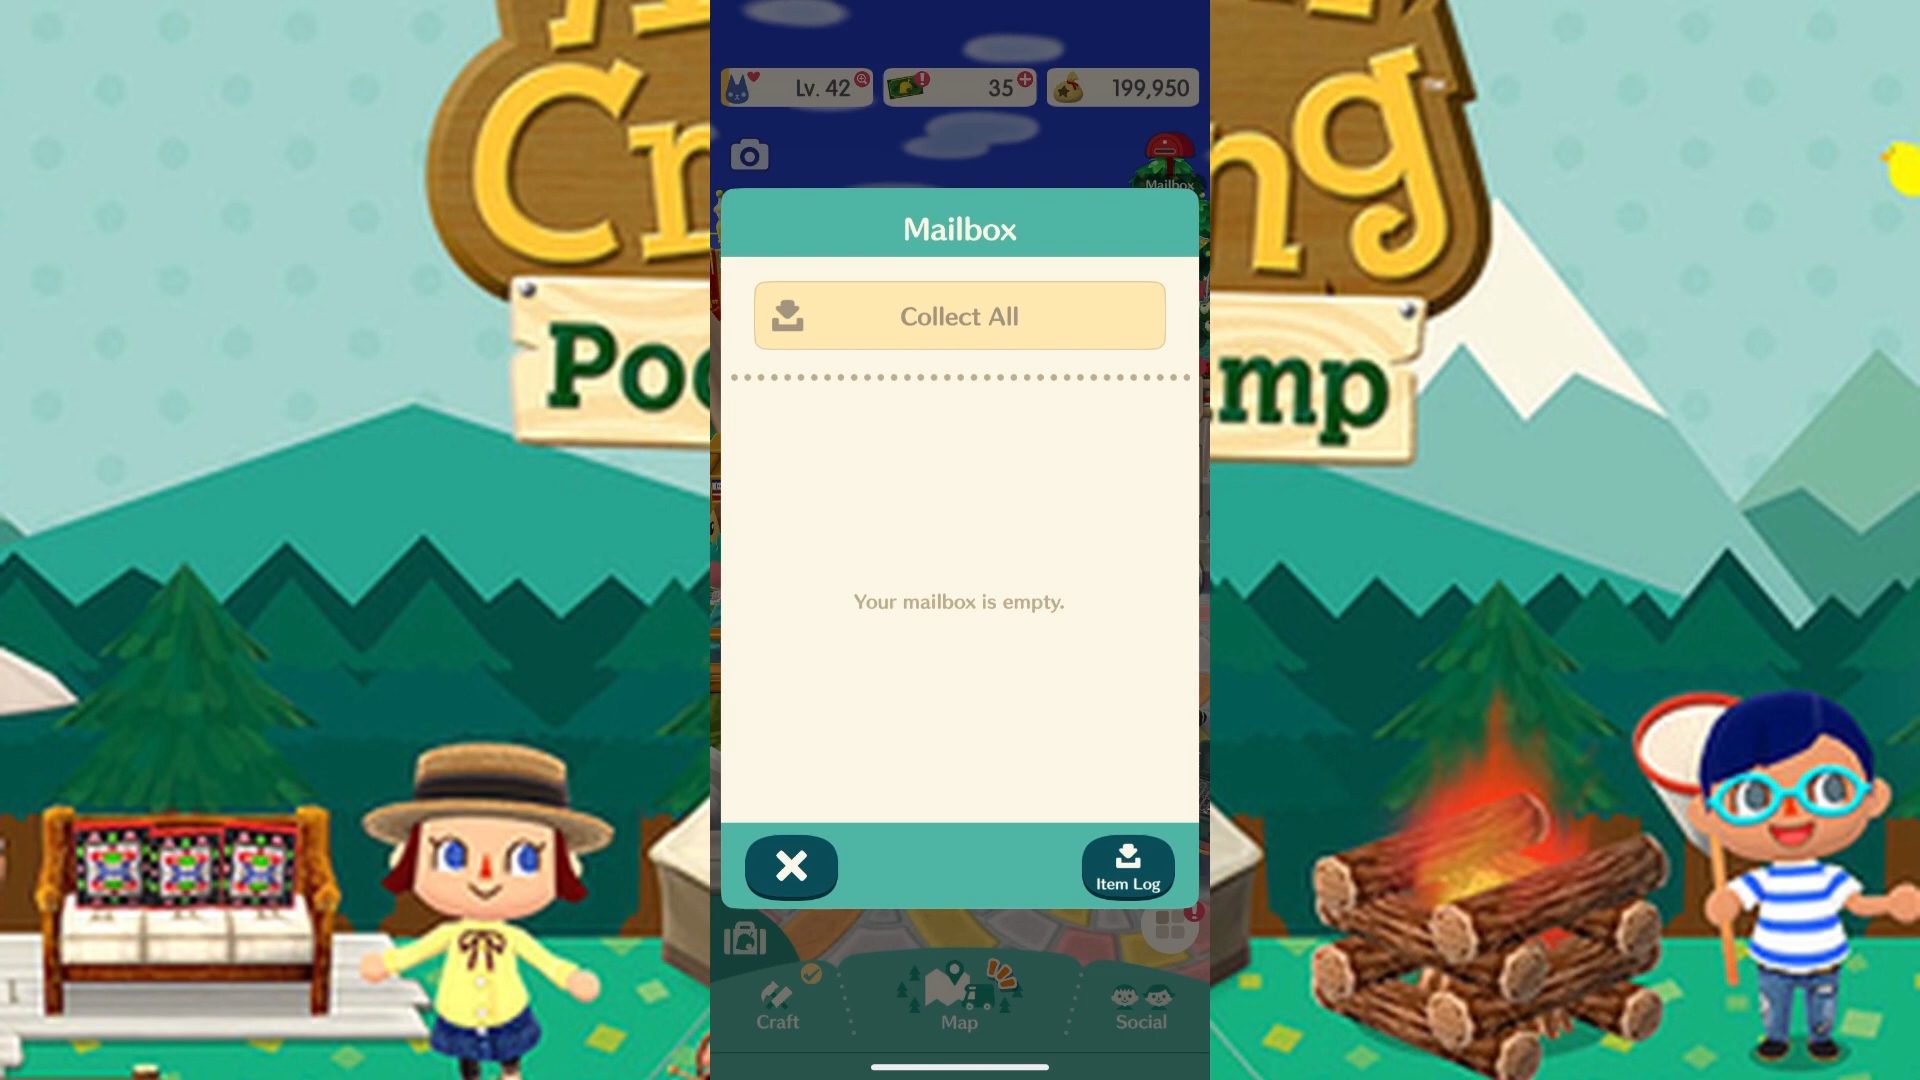 Lv. 42
35
199,950
Mailbox
Mailbox
Collect All
Your mailbox is empty.
Item Log
Craft
Map
Social